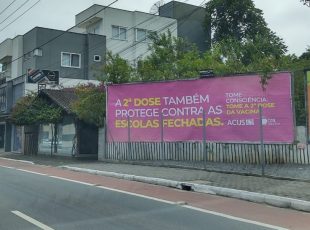 A 2ª DOSE TAMBÉM
PROTEGE CONTRA AS
ESCOLAS FECHADAS.
TOME
CONSCIÊNCIA.
TOME A 2ª DOSE
DA VACINA